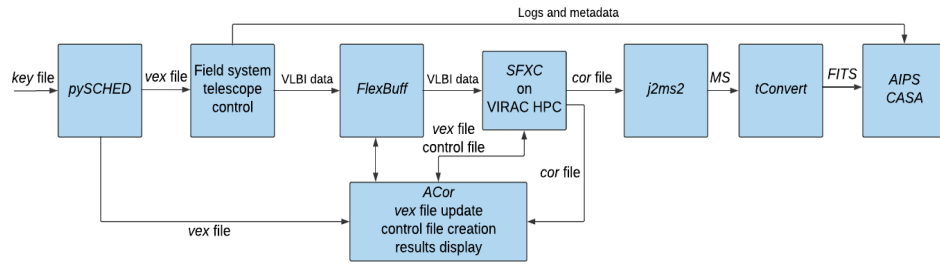 Logs and metadata
key file
pySCHED
vex file
Field system
telescope
control
VLBI data
FlexBuff
VLBI data
SFXC
on
VIRAC HPC
cor file
j2ms2
MS
tConvert
FITS
AIPS
CASA
vex file
control file
cor file
ACor
vex file update
control file creation
results display
vex file